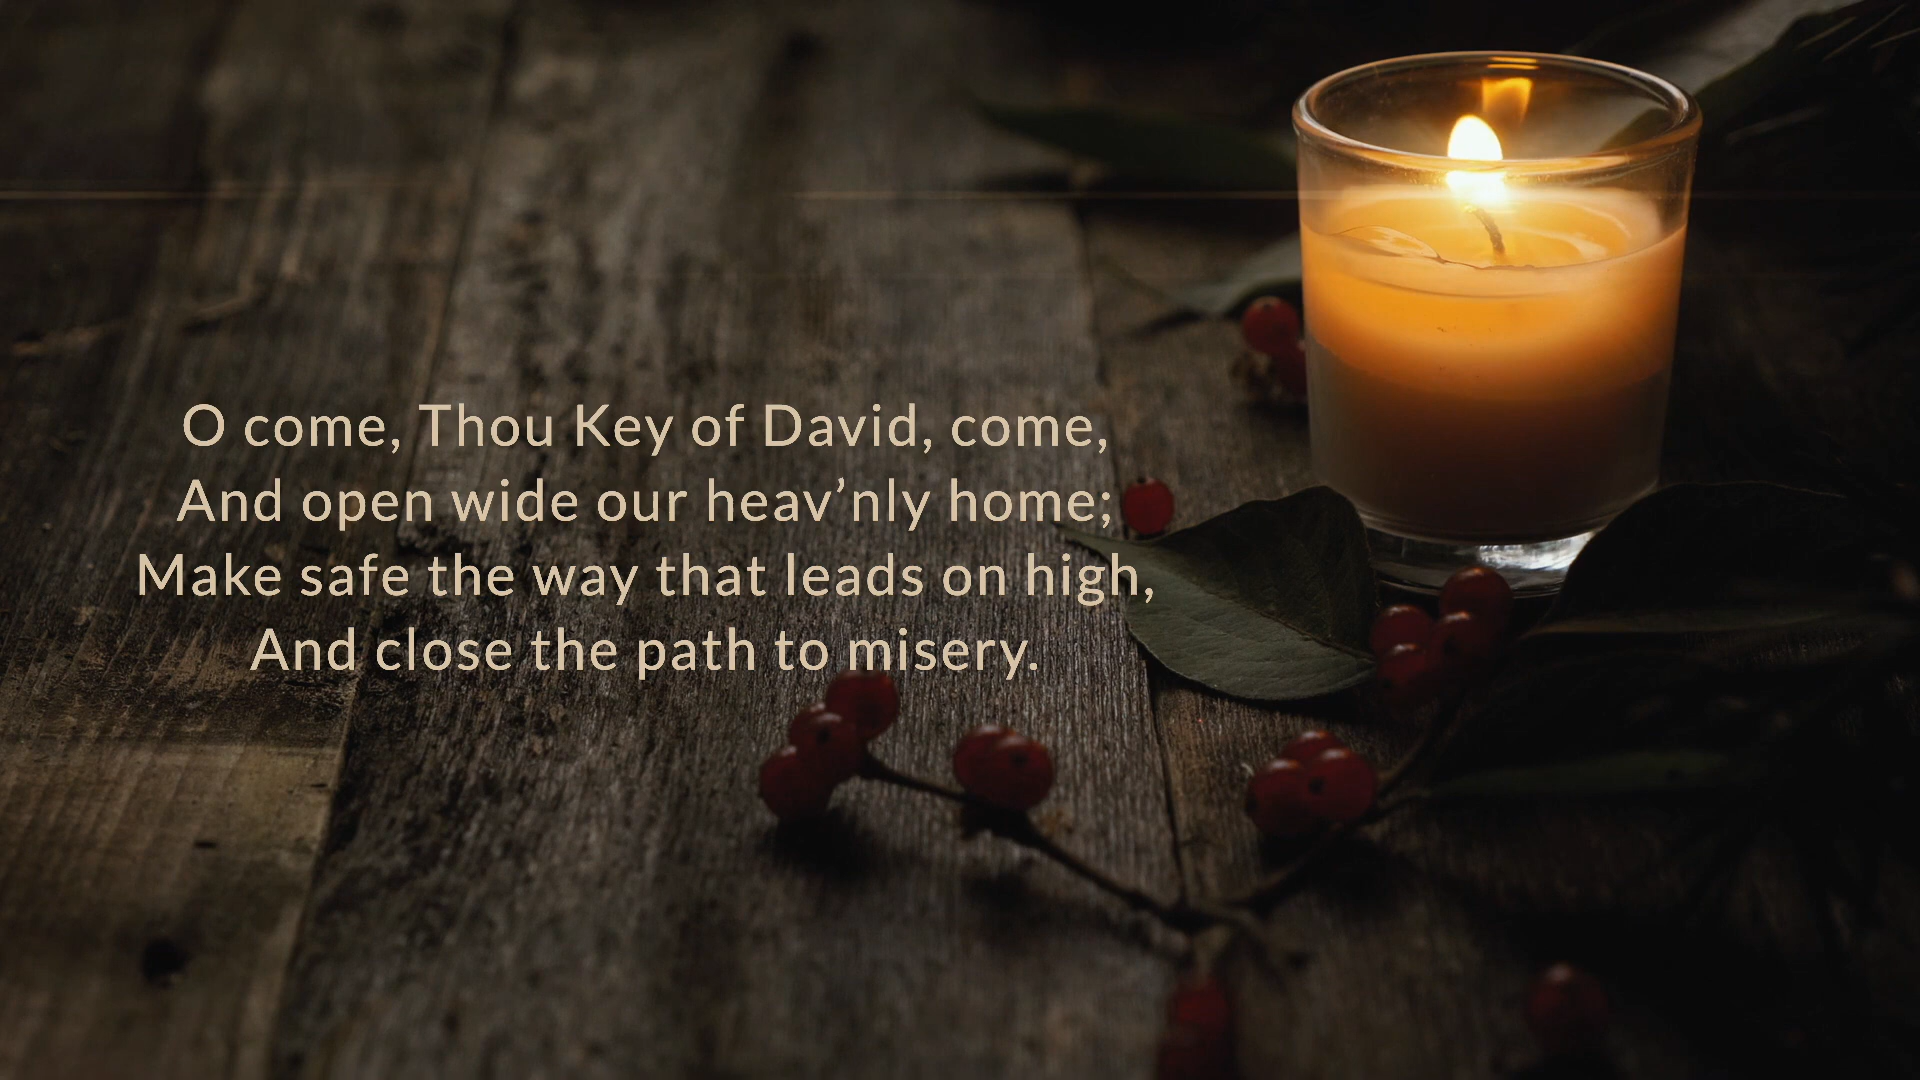 O come, Thou Key of David, come,
And open wide our heav’nly home;
Make safe the way that leads on high,
And close the path to misery.